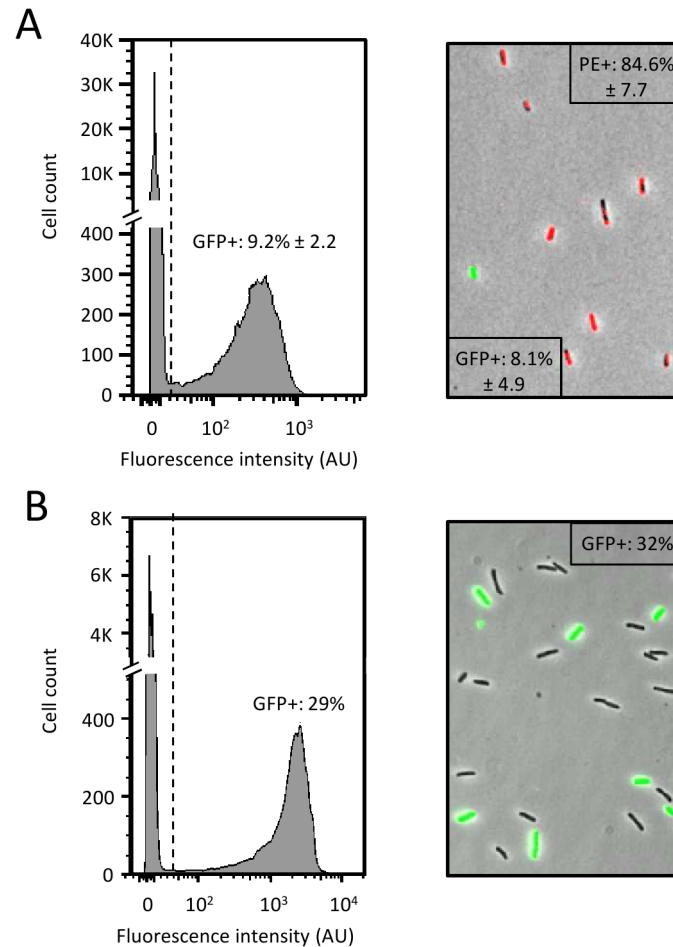 A
40K
30K
20K
10K
400
300
200
100
0
Cell count
GFP+: 9.2% ± 2.2
0 10² 10³
Fluorescence intensity (AU)
PE+: 84.6%
± 7.7
GFP+: 8.1%
± 4.9
B
8K
6K
4K
400
200
0
Cell count
GFP+: 29%
0 10² 10³ 10⁴
Fluorescence intensity (AU)
GFP+: 32%